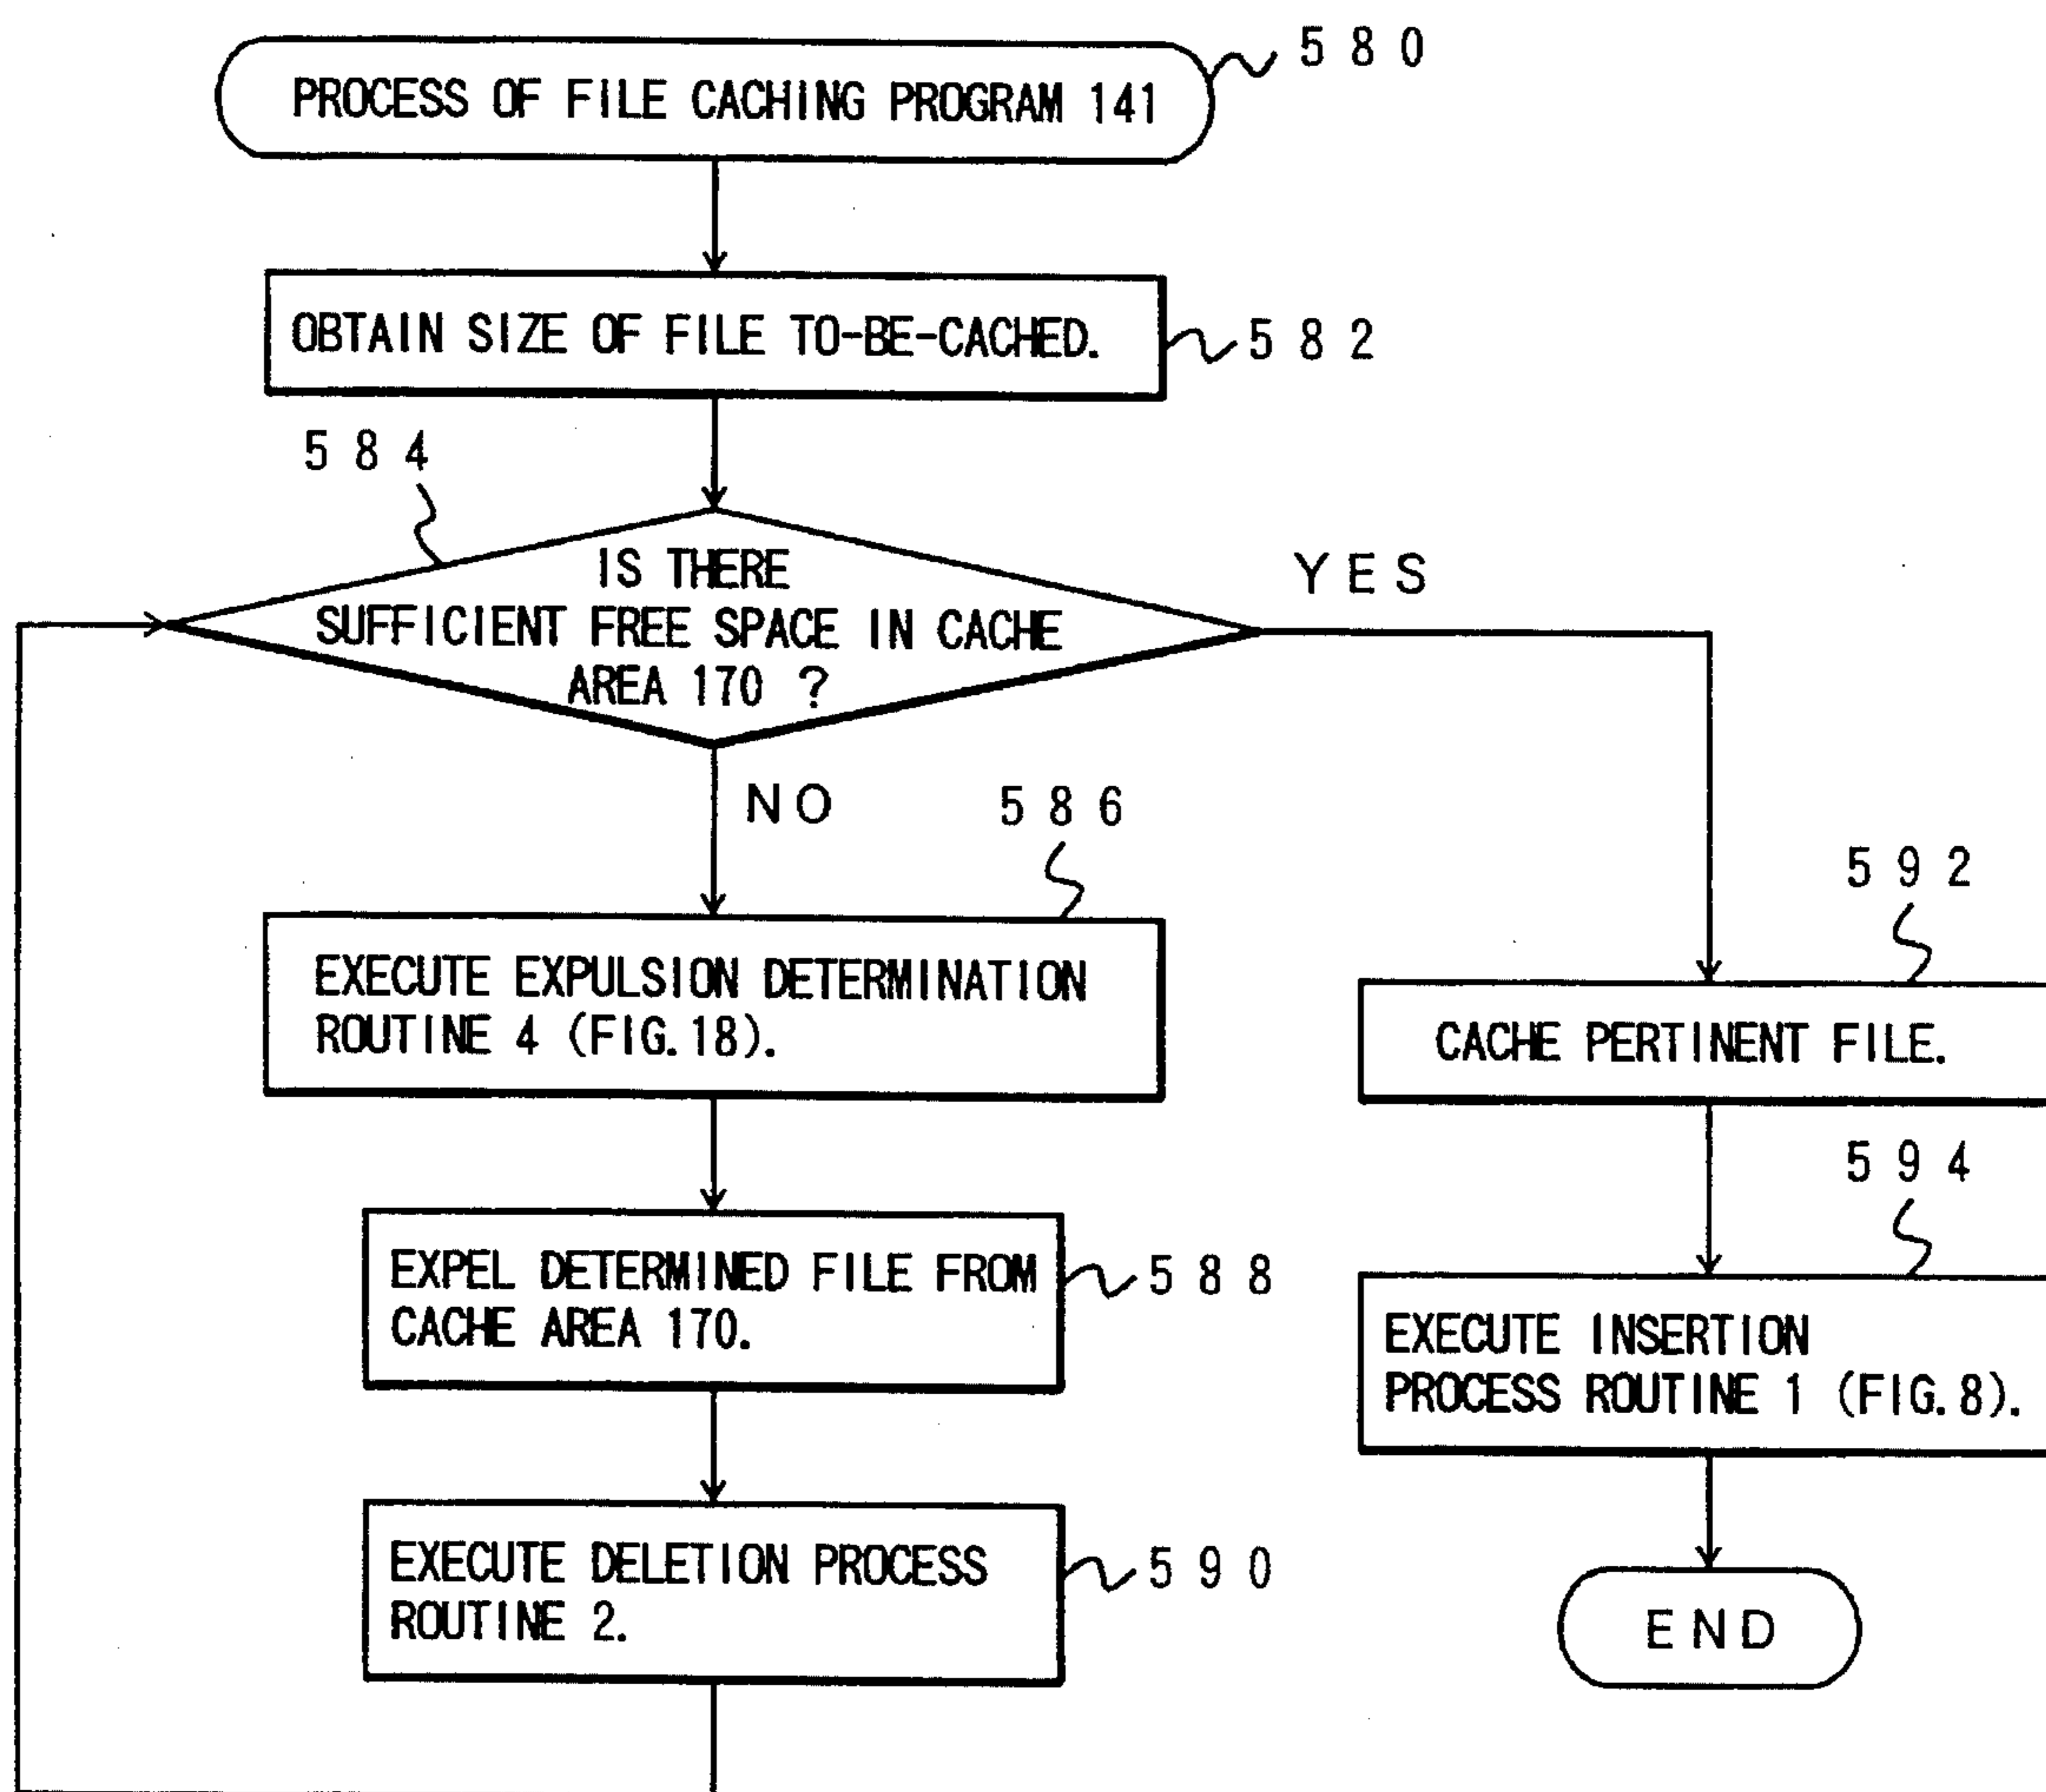 PROCESS OF FILE CACHING PROGRAM 141
580
OBTAIN SIZE OF FILE TO-BE-CACHED.
582
584
IS THERE
SUFFICIENT FREE SPACE IN CACHE
AREA 170 ?
YES
NO
586
EXECUTE EXPULSION DETERMINATION
ROUTINE 4 (FIG.18).
588
EXPEL DETERMINED FILE FROM
CACHE AREA 170.
590
EXECUTE DELETION PROCESS
ROUTINE 2.
592
CACHE PERTINENT FILE.
594
EXECUTE INSERTION
PROCESS ROUTINE 1 (FIG.8).
END